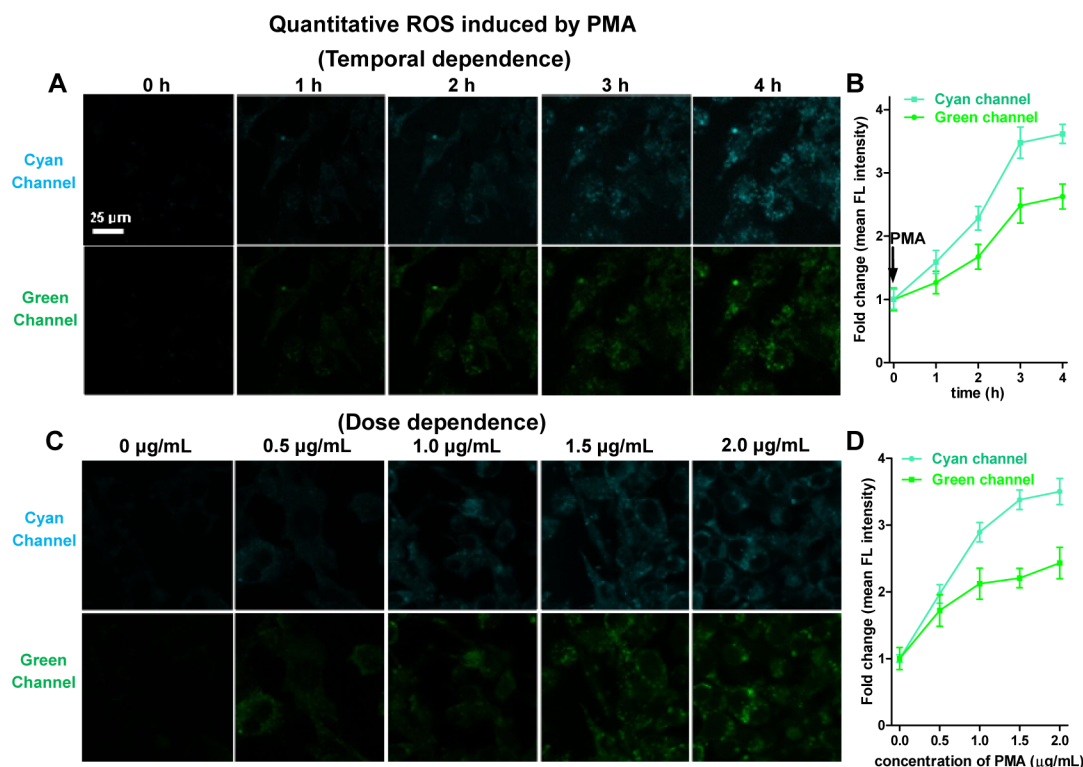 Quantitative ROS induced by PMA
(Temporal dependence)
A
0 h
1 h
2 h
3 h
4 h
Cyan
Channel
25 μm
Green
Channel
B
Cyan channel
Green channel
Fold change (mean FL intensity)
4
3
2
1
0
PMA
0 1 2 3 4
time (h)
(Dose dependence)
C
0 μg/mL
0.5 μg/mL
1.0 μg/mL
1.5 μg/mL
2.0 μg/mL
Cyan
Channel
Green
Channel
D
Cyan channel
Green channel
Fold change (mean FL intensity)
4
3
2
1
0
0.0 0.5 1.0 1.5 2.0
concentration of PMA (μg/mL)